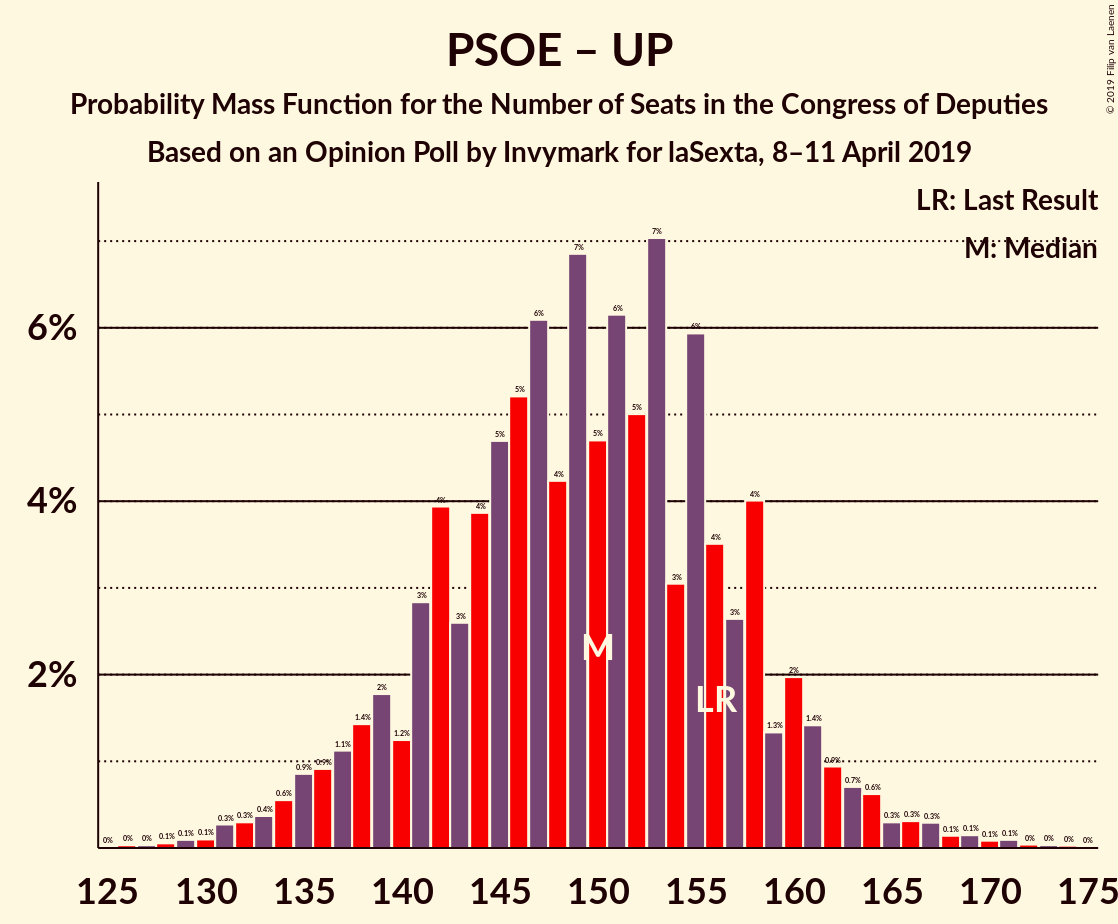 PSOE – UP
Probability Mass Function for the Number of Seats in the Congress of Deputies
Based on an Opinion Poll by Invymark for laSexta, 8–11 April 2019
© 2019 Filip van Laenen
LR: Last Result
M: Median
6%
4%
2%
0% 0% 0% 0.1% 0.1% 0.1% 0.3% 0.3% 0.4% 0.6% 0.9% 0.9% 1.1% 1.4% 2% 1.2% 3% 4% 3% 4% 5% 5% 6% 4% 7% 5% 6% 5% 7% 3% 6% 4% 3% 4% 1.3% 2% 1.4% 0.9% 0.7% 0.6% 0.3% 0.3% 0.3% 0.1% 0.1% 0.1% 0.1% 0% 0% 0% 0%
M
LR
125 130 135 140 145 150 155 160 165 170 175